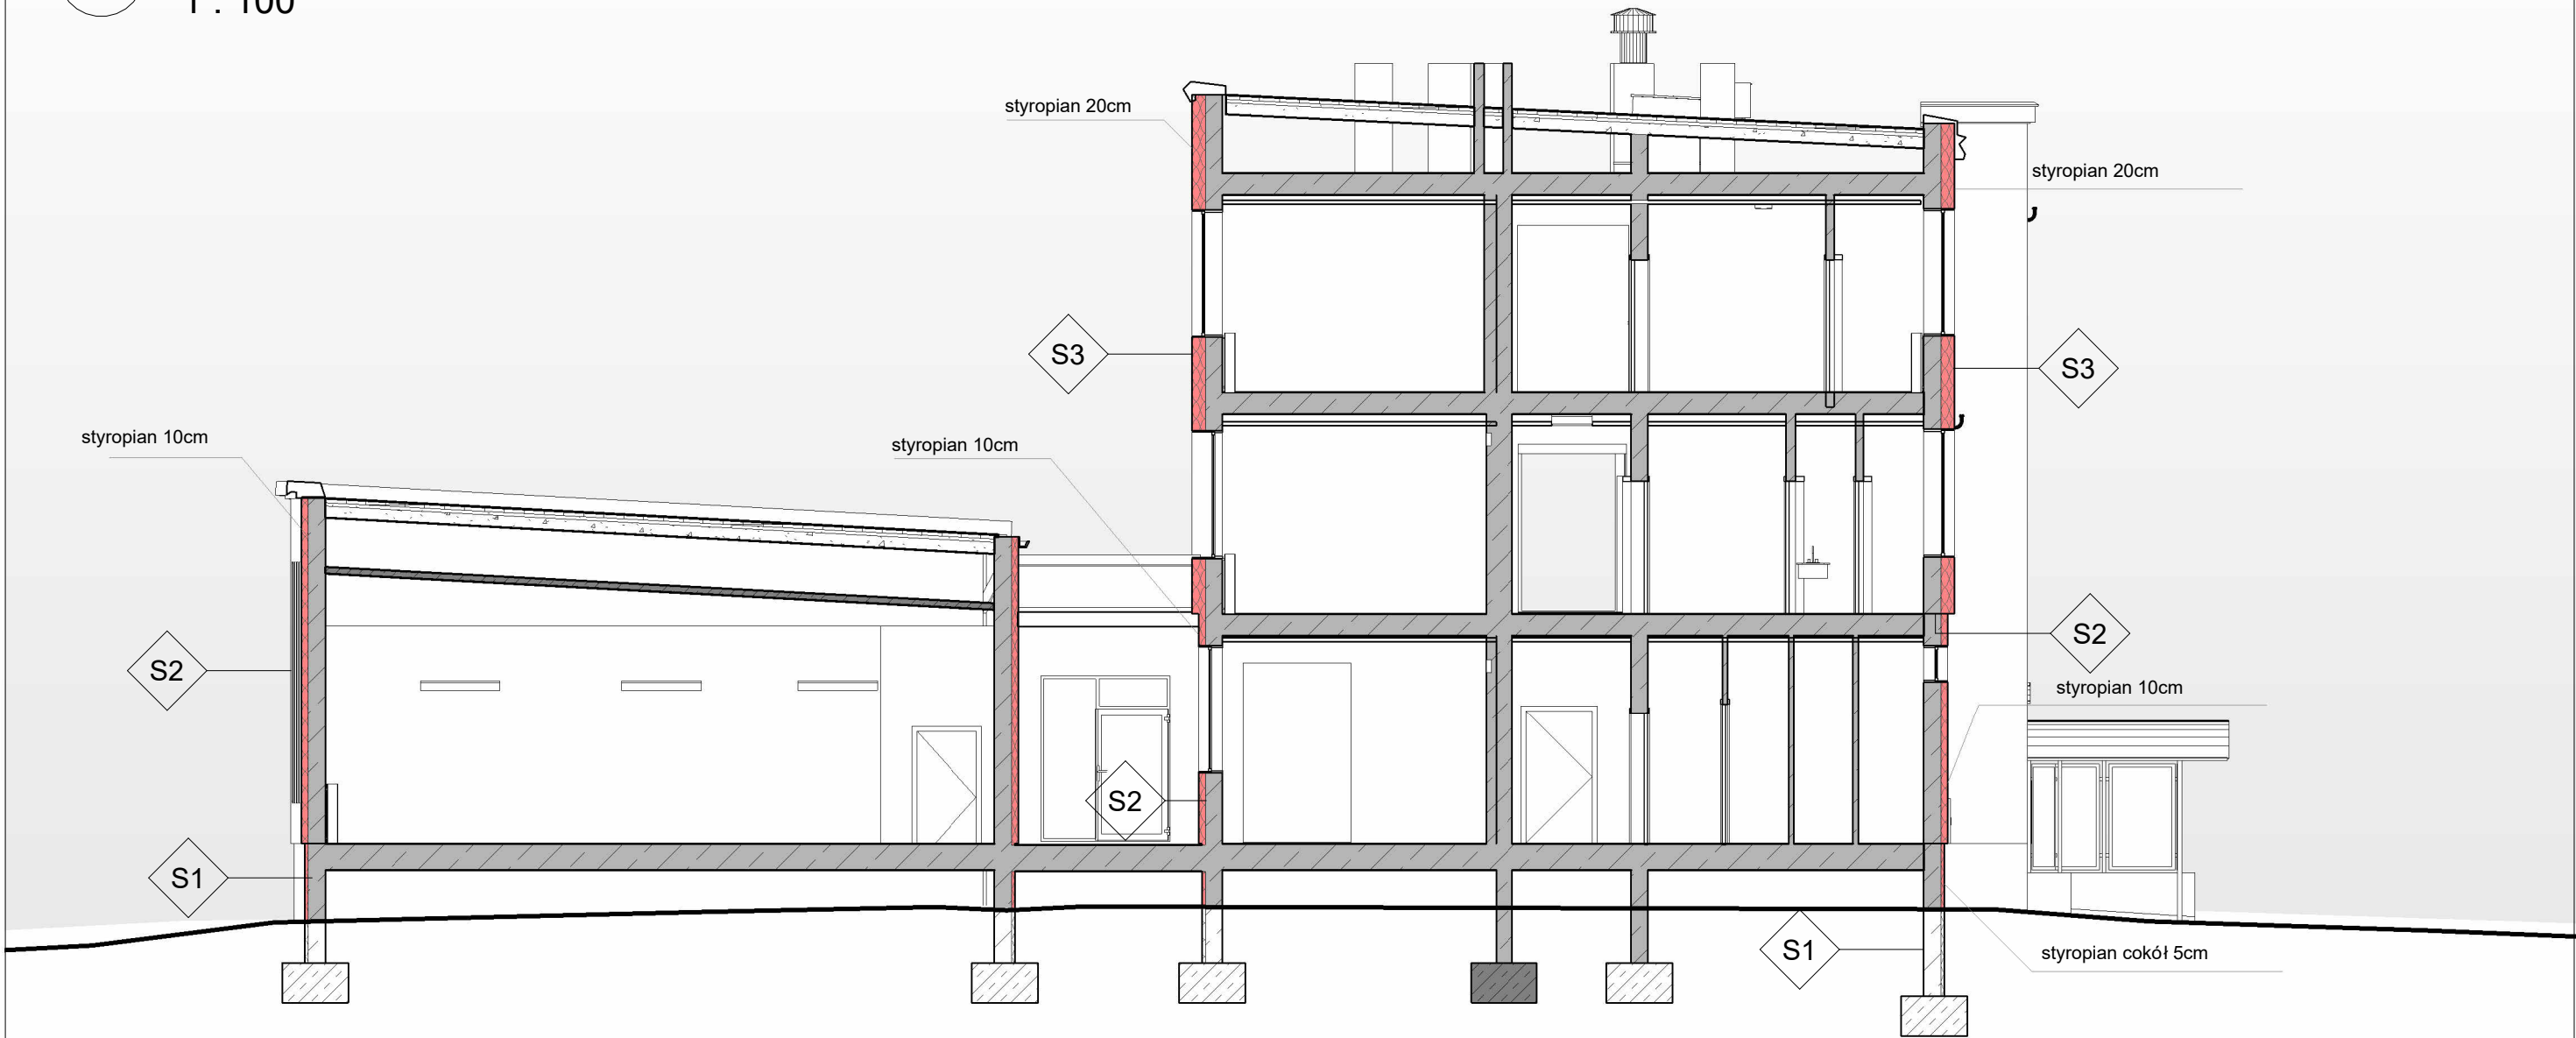 1 : 100
styropian 20cm
styropian 20cm
S3
S3
styropian 10cm
styropian 10cm
S2
S2
styropian 10cm
S2
S1
S1
styropian cokół 5cm